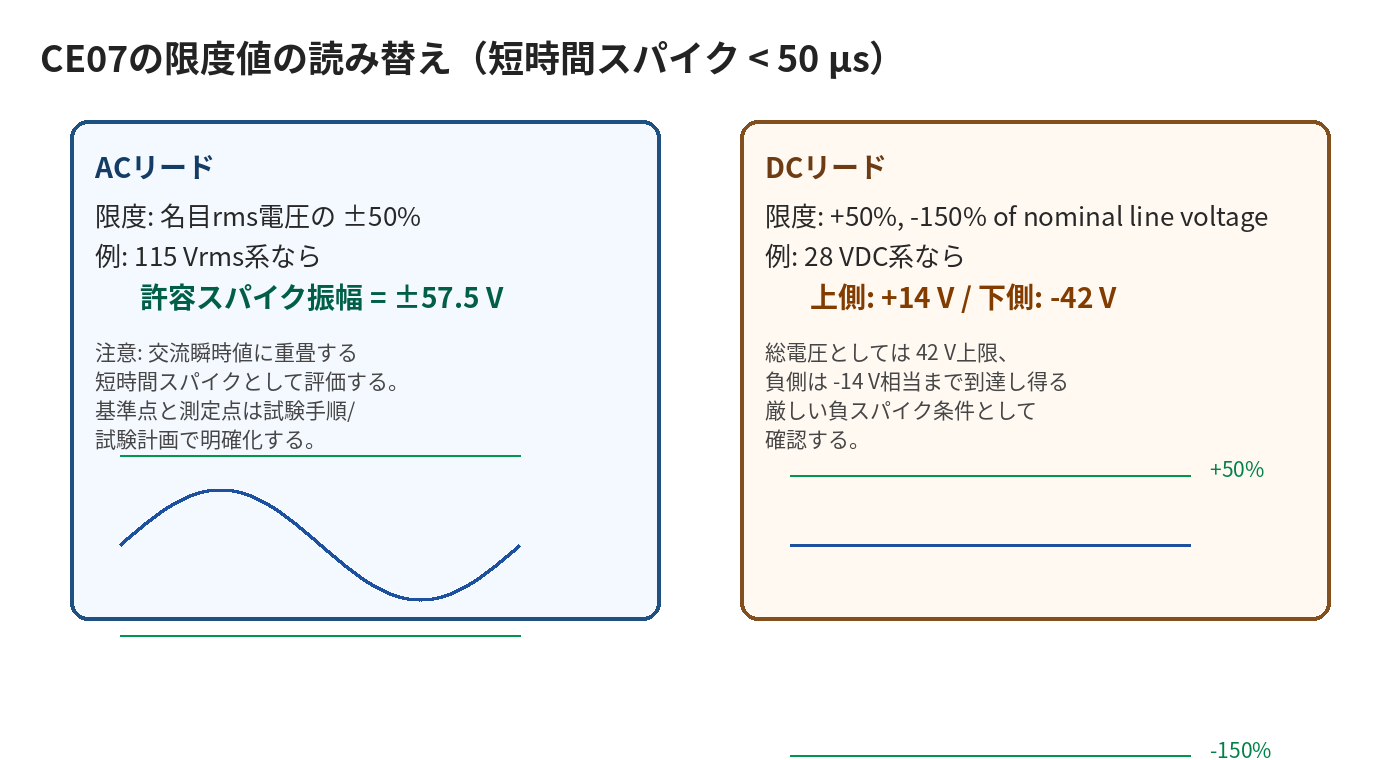 CE07の限度値の読み替え（短時間スパイク < 50 µs）
ACリード
限度: 名目rms電圧の ±50%
例: 115 Vrms系なら
許容スパイク振幅 = ±57.5 V
注意: 交流瞬時値に重畳する
短時間スパイクとして評価する。
基準点と測定点は試験手順/
試験計画で明確化する。
DCリード
限度: +50%, -150% of nominal line voltage
例: 28 VDC系なら
上側: +14 V / 下側: -42 V
総電圧としては 42 V上限、
負側は -14 V相当まで到達し得る
厳しい負スパイク条件として
確認する。
+50%
-150%